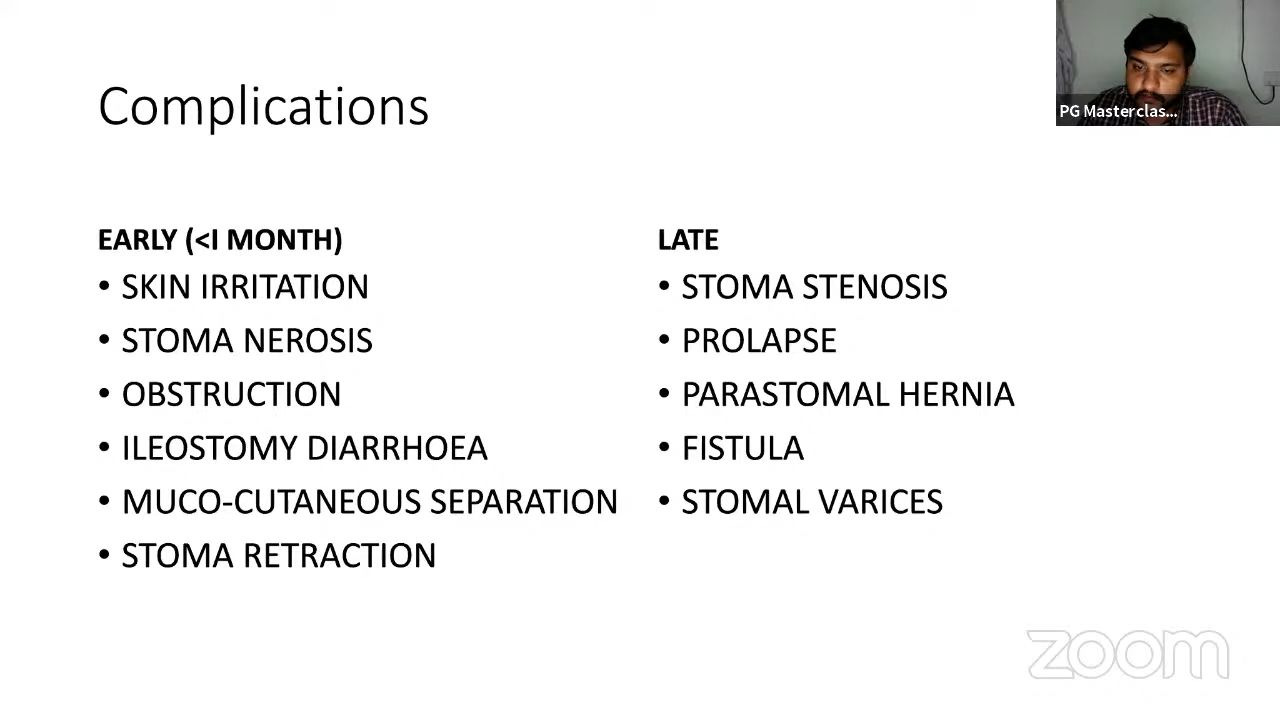 Complications
PG Masterclas...
EARLY (<I MONTH)
• SKIN IRRITATION
• STOMA NEROSIS
• OBSTRUCTION
• ILEOSTOMY DIARRHOEA
• MUCO-CUTANEOUS SEPARATION
• STOMA RETRACTION
LATE
• STOMA STENOSIS
• PROLAPSE
• PARASTOMAL HERNIA
• FISTULA
• STOMAL VARICES
zoom